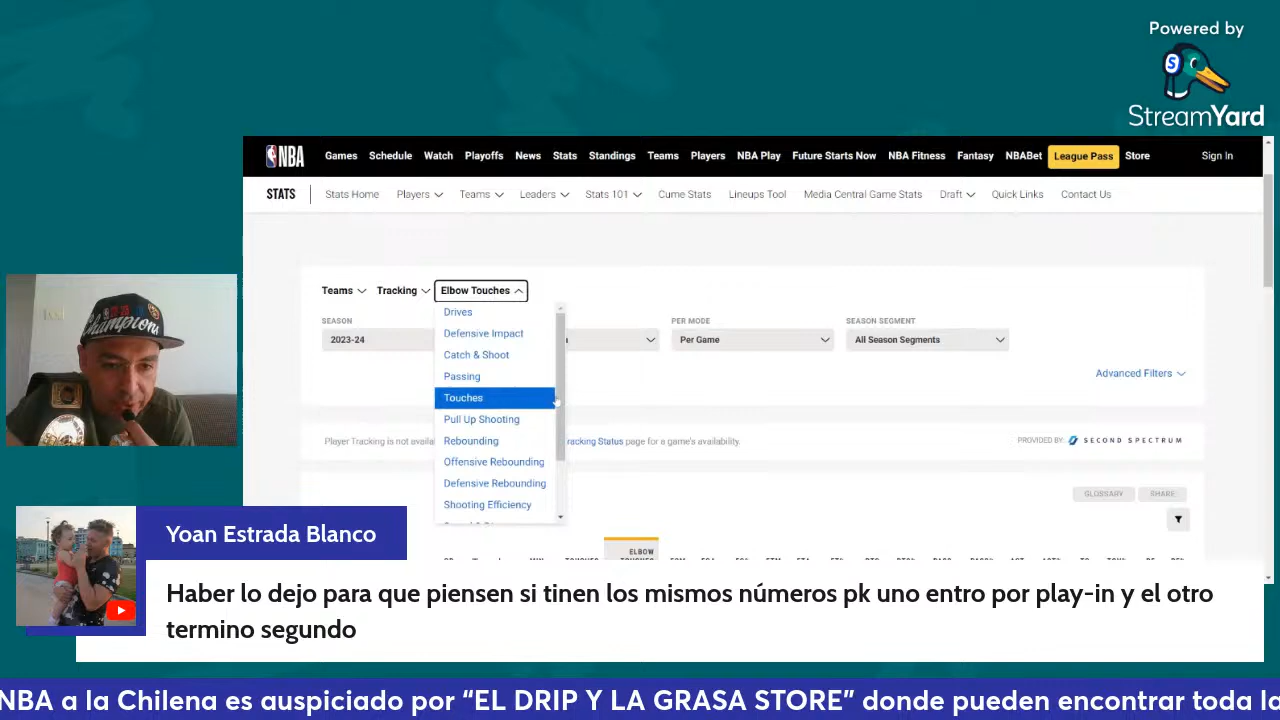 Powered by
StreamYard
NBA Games Schedule Watch Playoffs News Stats Standings Teams Players NBA Play Future Starts Now NBA Fitness Fantasy NBABet League Pass Store Sign In
STATS Stats Home Players Teams Leaders Stats 101 Cume Stats Lineups Tool Media Central Game Stats Draft Quick Links Contact Us
Teams Tracking Elbow Touches
Drives
Defensive Impact
Catch & Shoot
Passing
Touches
Pull Up Shooting
Rebounding
Offensive Rebounding
Defensive Rebounding
Shooting Efficiency
SEASON PER MODE SEASON SEGMENT
2023-24 Per Game All Season Segments
Advanced Filters
Player Tracking is not availa racking Status page for a game's availability. PROVIDED BY: SECOND SPECTRUM
GLOSSARY SHARE
ELBOW
Champions
Yoan Estrada Blanco
Haber lo dejo para que piensen si tinen los mismos números pk uno entro por play-in y el otro
termino segundo
NBA a la Chilena es auspiciado por “EL DRIP Y LA GRASA STORE” donde pueden encontrar toda la